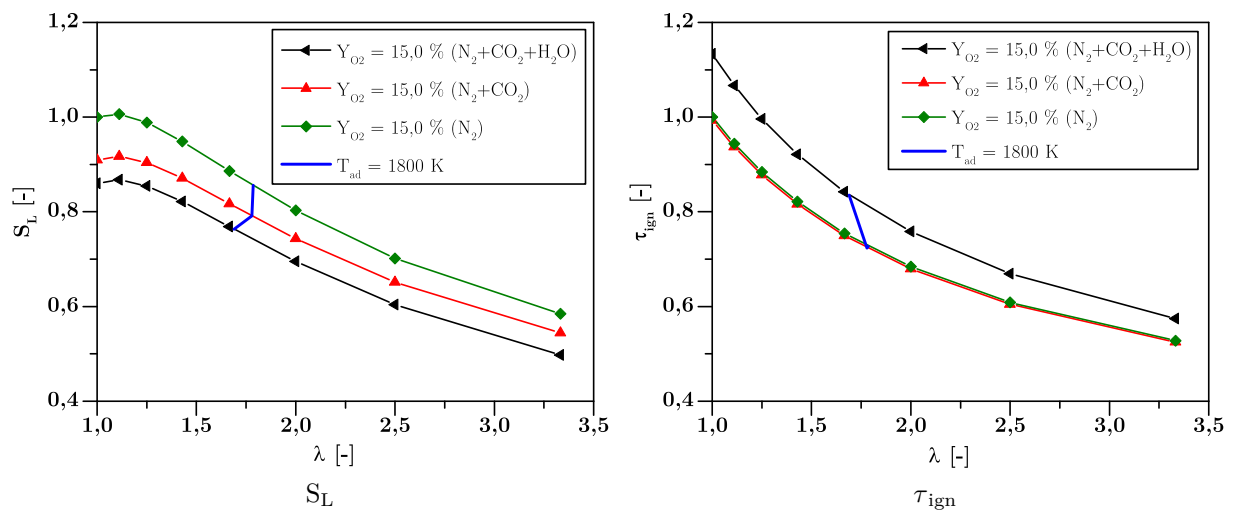 1,2
1,0
0,8
0,6
0,4
S_L [-]
Y_O2 = 15,0 % (N_2+CO_2+H_2O)
Y_O2 = 15,0 % (N_2+CO_2)
Y_O2 = 15,0 % (N_2)
T_ad = 1800 K
1,0 1,5 2,0 2,5 3,0 3,5
λ [-]
S_L
1,2
1,0
0,8
0,6
0,4
τ_ign [-]
Y_O2 = 15,0 % (N_2+CO_2+H_2O)
Y_O2 = 15,0 % (N_2+CO_2)
Y_O2 = 15,0 % (N_2)
T_ad = 1800 K
1,0 1,5 2,0 2,5 3,0 3,5
λ [-]
τ_ign